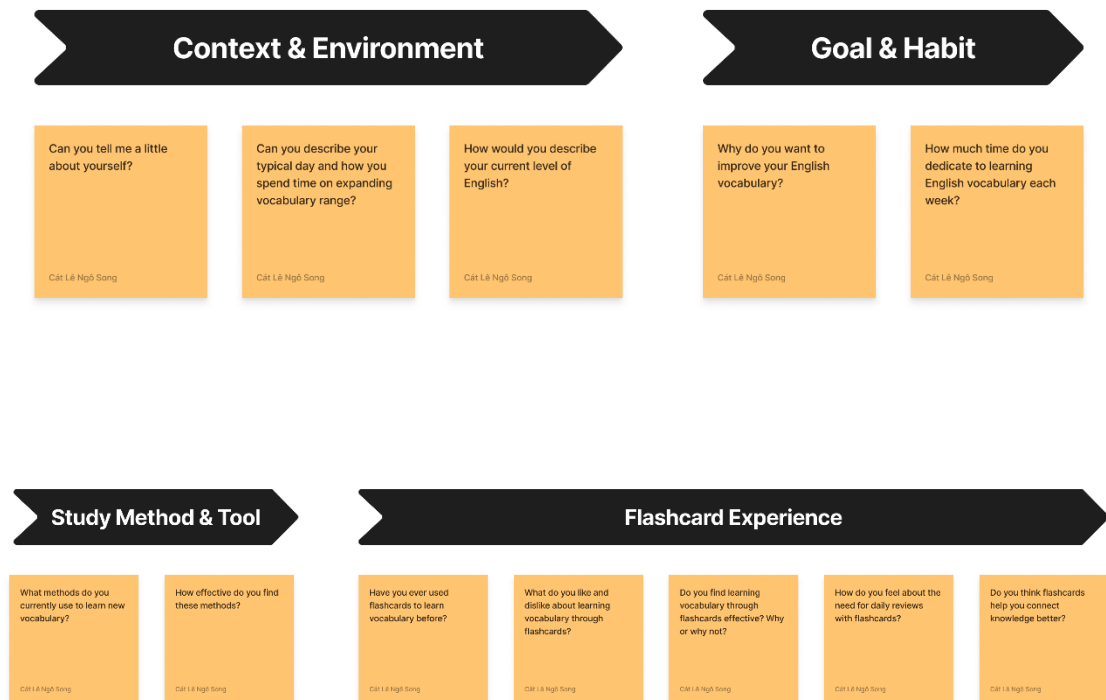 Context & Environment
Goal & Habit
Can you tell me a little
about yourself?
Cát Lê Ngô Song
Can you describe your
typical day and how you
spend time on expanding
vocabulary range?
Cát Lê Ngô Song
How would you describe
your current level of
English?
Cát Lê Ngô Song
Why do you want to
improve your English
vocabulary?
Cát Lê Ngô Song
How much time do you
dedicate to learning
English vocabulary each
week?
Cát Lê Ngô Song
Study Method & Tool
Flashcard Experience
What methods do you
currently use to learn new
vocabulary?
Cát Lê Ngô Song
How effective do you find
these methods?
Cát Lê Ngô Song
Have you ever used
flashcards to learn
vocabulary before?
Cát Lê Ngô Song
What do you like and
dislike about learning
vocabulary through
flashcards?
Cát Lê Ngô Song
Do you find learning
vocabulary through
flashcards effective? Why
or why not?
Cát Lê Ngô Song
How do you feel about the
need for daily reviews
with flashcards?
Cát Lê Ngô Song
Do you think flashcards
help you connect
knowledge better?
Cát Lê Ngô Song